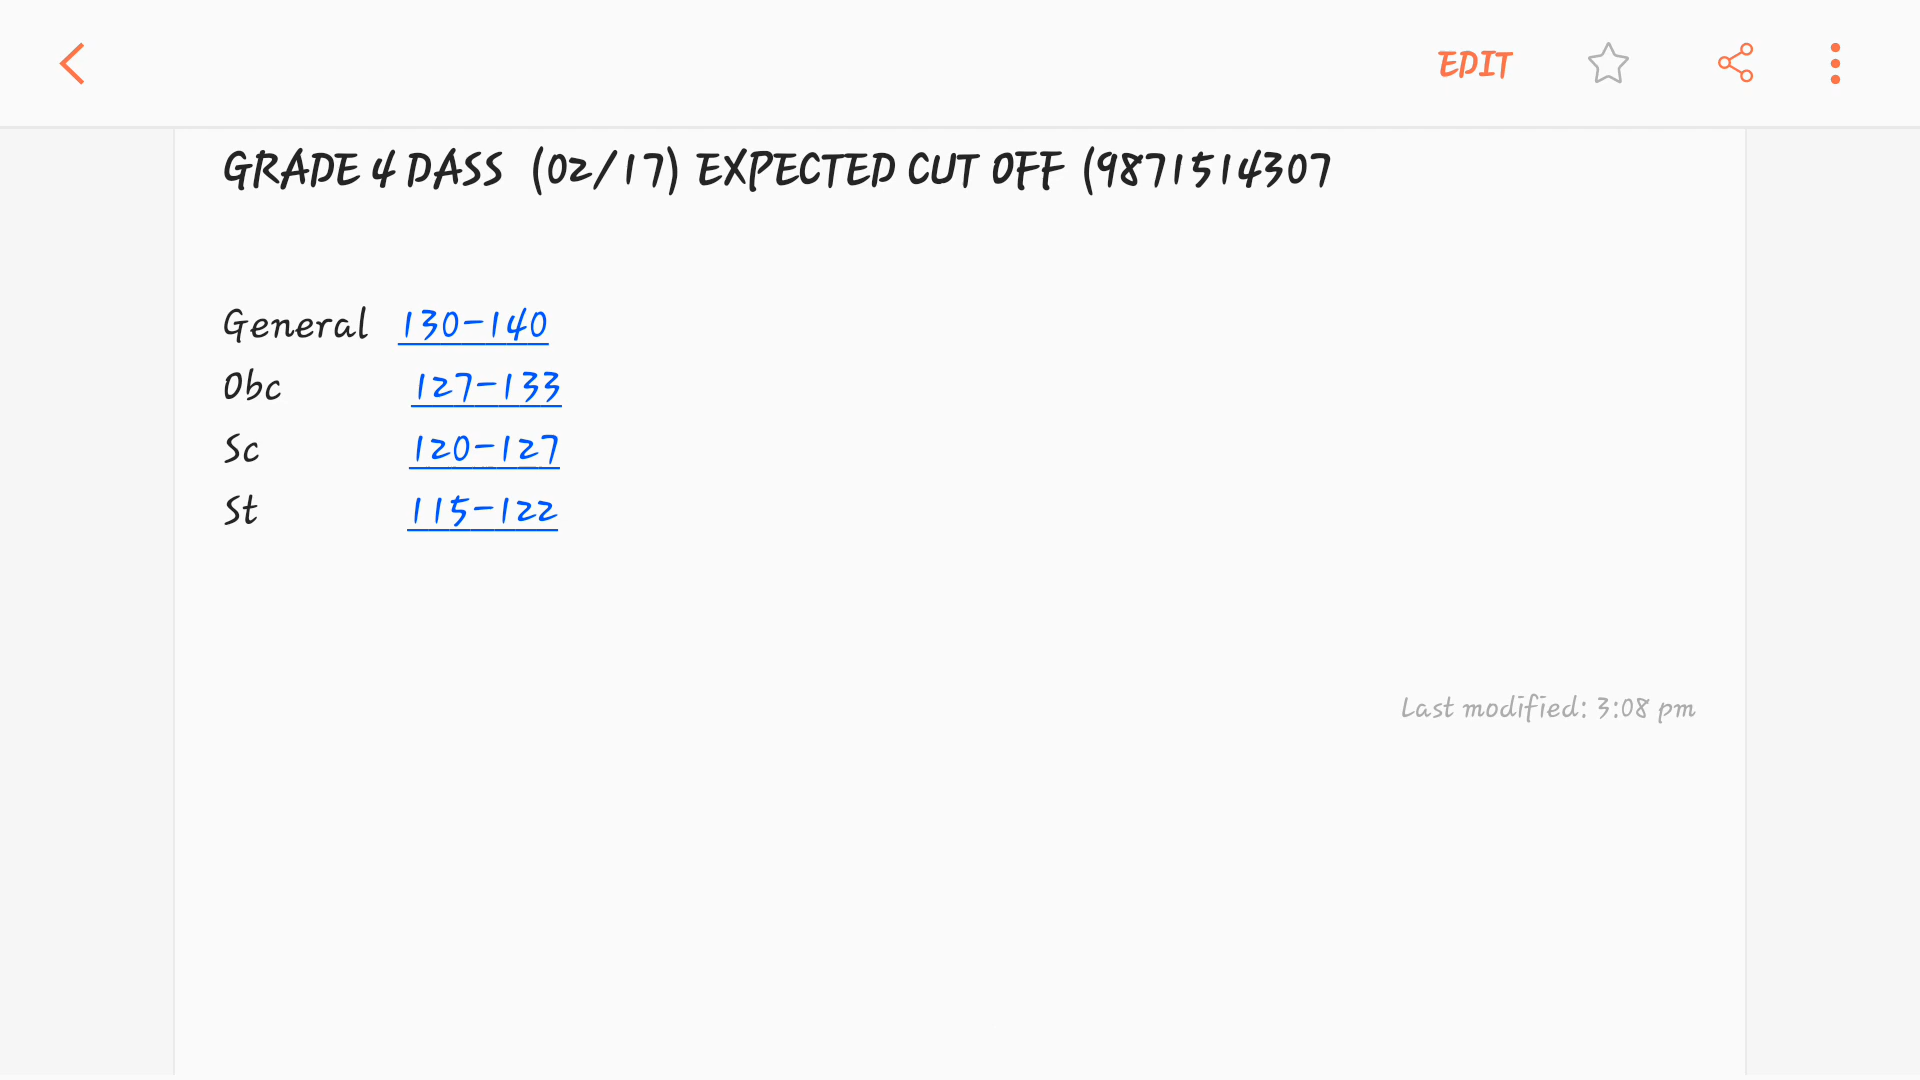 EDIT
GRADE 4 DASS (02/17) EXPECTED CUT OFF (9871514307
General 130-140
Obc 127-133
Sc 120-127
St 115-122
Last modified: 3:08 pm